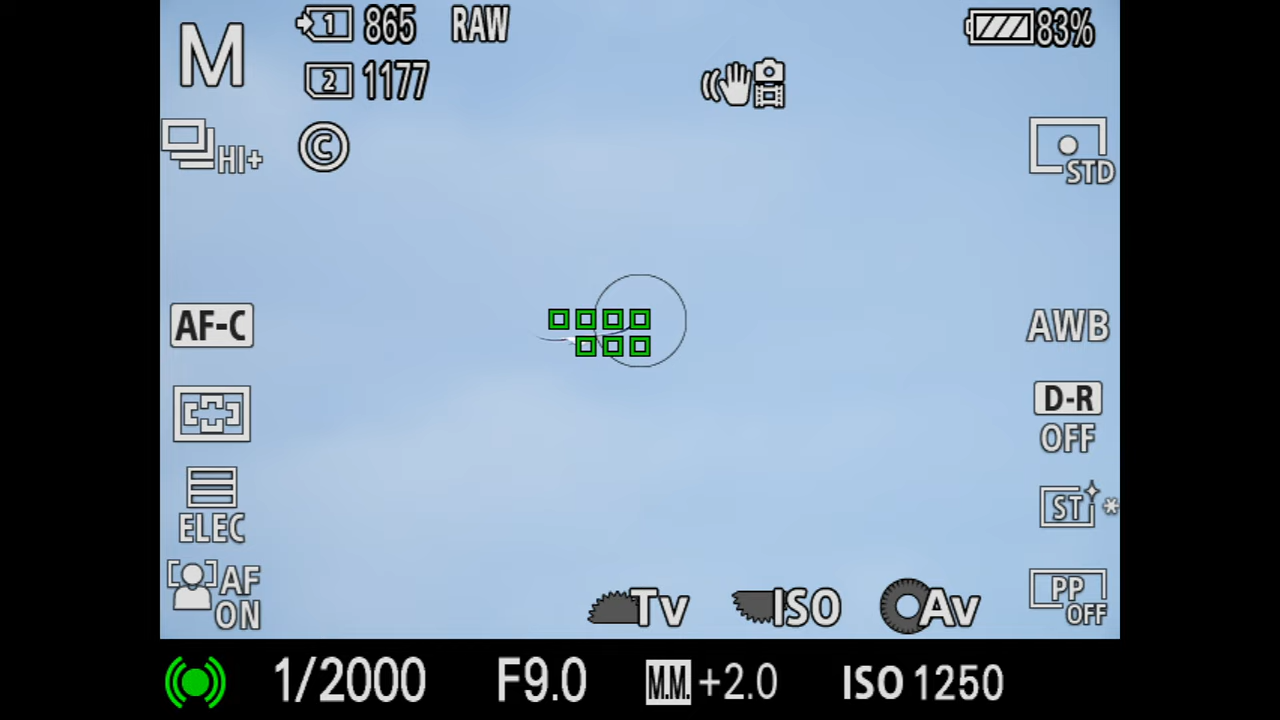 M 1 865 RAW 83%
2 1177
HI+ © STD
AF-C AWB
D-R
OFF
ELEC ST*
AF
ON Tv ISO Av PP
OFF
1/2000 F9.0 M.M. +2.0 ISO 1250